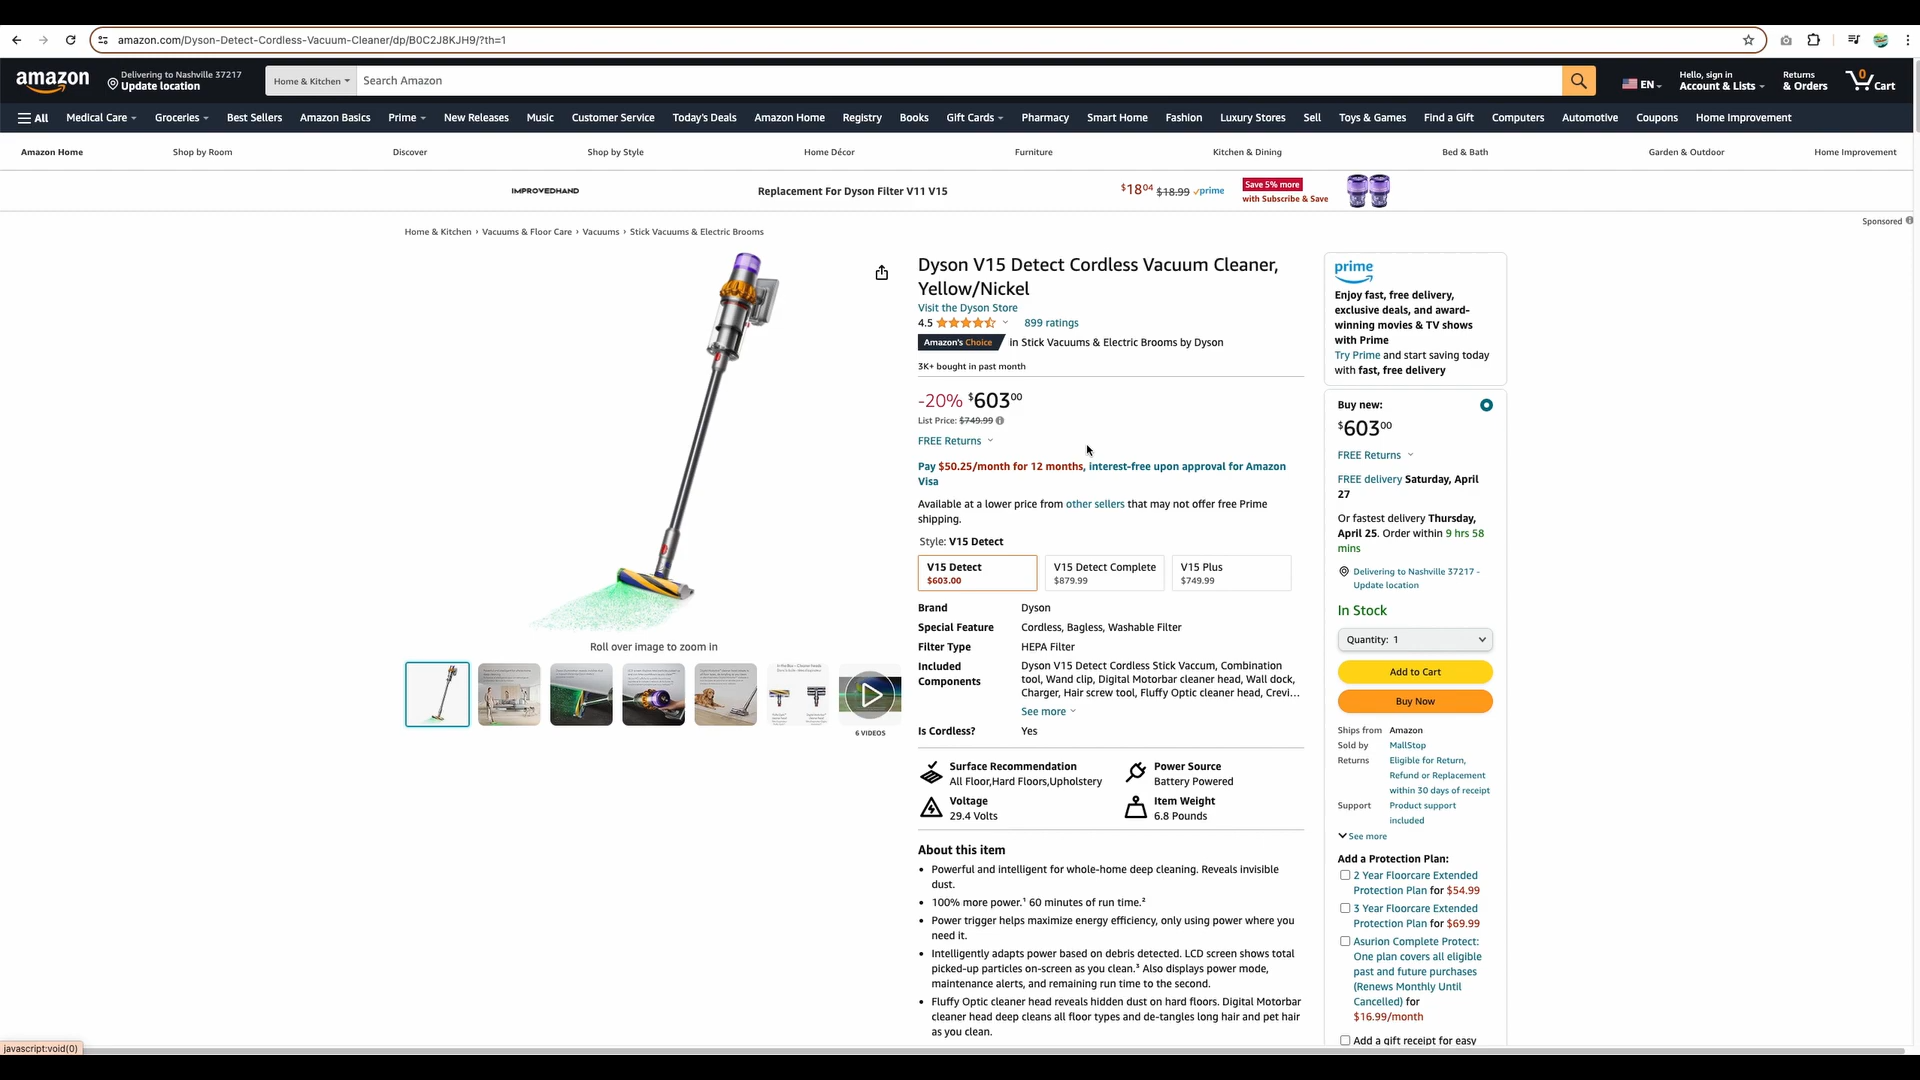 amazon.com/Dyson-Detect-Cordless-Vacuum-Cleaner/dp/B0C2J8KJH9/?th=1
amazon
Delivering to Nashville 37217
Update location
Home & Kitchen
Search Amazon
EN
Hello, sign in
Account & Lists
Returns
& Orders
0
Cart
All
Medical Care
Groceries
Best Sellers
Amazon Basics
Prime
New Releases
Music
Customer Service
Today's Deals
Amazon Home
Registry
Books
Gift Cards
Pharmacy
Smart Home
Fashion
Luxury Stores
Sell
Toys & Games
Find a Gift
Computers
Automotive
Coupons
Home Improvement
Amazon Home
Shop by Room
Discover
Shop by Style
Home Décor
Furniture
Kitchen & Dining
Bed & Bath
Garden & Outdoor
Home Improvement
IMPROVEDHAND
Replacement For Dyson Filter V11 V15
$1804 $18.99 prime
Save 5% more
with Subscribe & Save
Sponsored
Home & Kitchen › Vacuums & Floor Care › Vacuums › Stick Vacuums & Electric Brooms
Roll over image to zoom in
6 VIDEOS
Dyson V15 Detect Cordless Vacuum Cleaner,
Yellow/Nickel
Visit the Dyson Store
4.5
899 ratings
Amazon's Choice in Stick Vacuums & Electric Brooms by Dyson
3K+ bought in past month
-20% $60300
List Price: $749.99
FREE Returns
Pay $50.25/month for 12 months, interest-free upon approval for Amazon
Visa
Available at a lower price from other sellers that may not offer free Prime
shipping.
Style: V15 Detect
V15 Detect
$603.00
V15 Detect Complete
$879.99
V15 Plus
$749.99
Brand Dyson
Special Feature Cordless, Bagless, Washable Filter
Filter Type HEPA Filter
Included
Components
Dyson V15 Detect Cordless Stick Vaccum, Combination
tool, Wand clip, Digital Motorbar cleaner head, Wall dock,
Charger, Hair screw tool, Fluffy Optic cleaner head, Crevi…
See more
Is Cordless? Yes
Surface Recommendation
All Floor,Hard Floors,Upholstery
Power Source
Battery Powered
Voltage
29.4 Volts
Item Weight
6.8 Pounds
About this item
• Powerful and intelligent for whole-home deep cleaning. Reveals invisible
dust.
• 100% more power.¹ 60 minutes of run time.²
• Power trigger helps maximize energy efficiency, only using power where you
need it.
• Intelligently adapts power based on debris detected. LCD screen shows total
picked-up particles on-screen as you clean.³ Also displays power mode,
maintenance alerts, and remaining run time to the second.
• Fluffy Optic cleaner head reveals hidden dust on hard floors. Digital Motorbar
cleaner head deep cleans all floor types and de-tangles long hair and pet hair
as you clean.
prime
Enjoy fast, free delivery,
exclusive deals, and award-
winning movies & TV shows
with Prime
Try Prime and start saving today
with fast, free delivery
Buy new:
$60300
FREE Returns
FREE delivery Saturday, April
27
Or fastest delivery Thursday,
April 25. Order within 9 hrs 58
mins
Delivering to Nashville 37217 -
Update location
In Stock
Quantity: 1
Add to Cart
Buy Now
Ships from Amazon
Sold by MallStop
Returns Eligible for Return,
Refund or Replacement
within 30 days of receipt
Support Product support
included
See more
Add a Protection Plan:
2 Year Floorcare Extended
Protection Plan for $54.99
3 Year Floorcare Extended
Protection Plan for $69.99
Asurion Complete Protect:
One plan covers all eligible
past and future purchases
(Renews Monthly Until
Cancelled) for
$16.99/month
Add a gift receipt for easy
javascript:void(0)